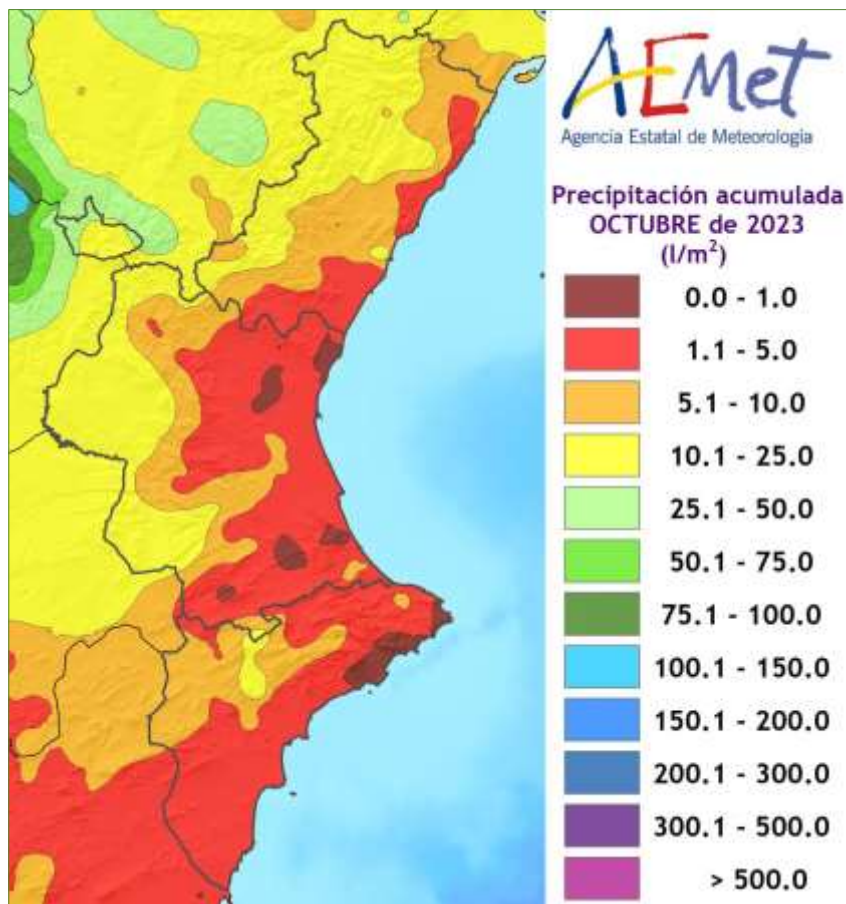 AEMet
Agencia Estatal de Meteorología
Precipitación acumulada
OCTUBRE de 2023
(l/m²)
0.0 - 1.0
1.1 - 5.0
5.1 - 10.0
10.1 - 25.0
25.1 - 50.0
50.1 - 75.0
75.1 - 100.0
100.1 - 150.0
150.1 - 200.0
200.1 - 300.0
300.1 - 500.0
> 500.0